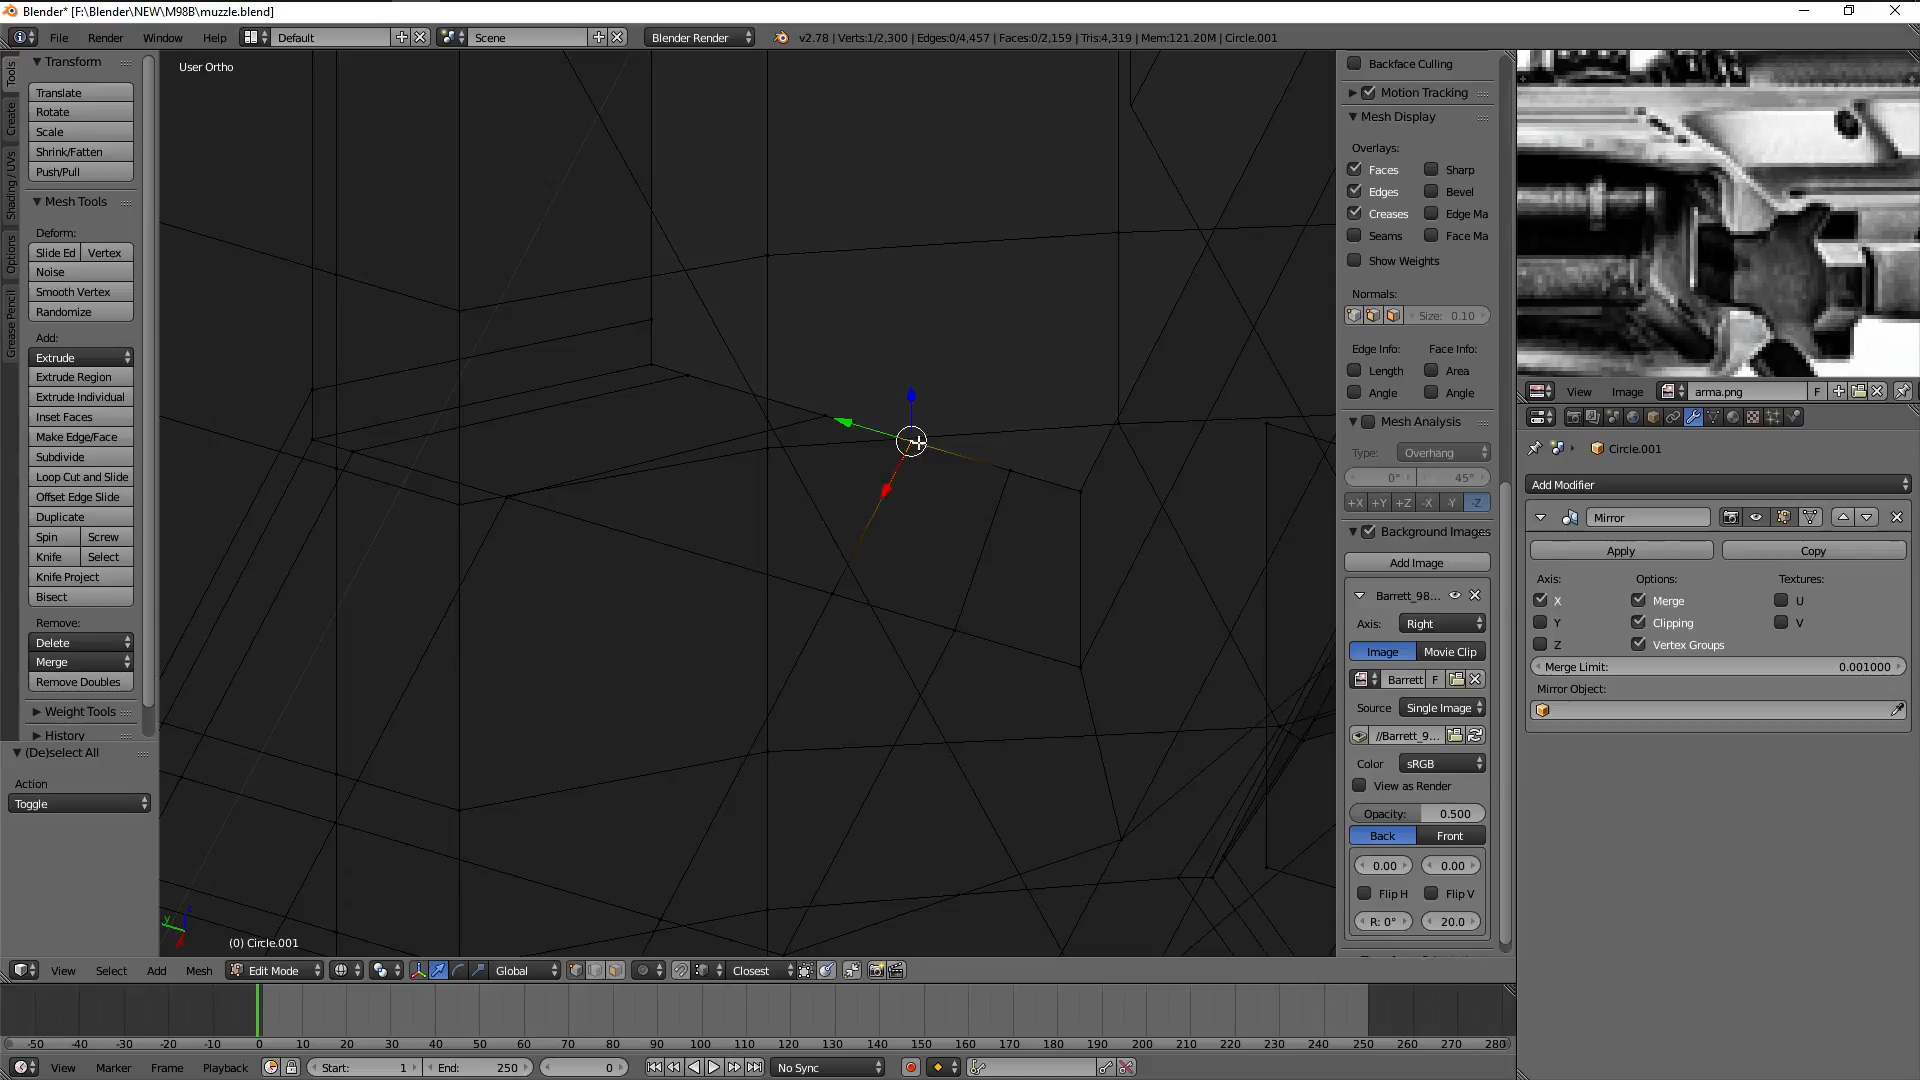 Blender* [F:\Blender\NEW\M98B\muzzle.blend]
File Render Window Help Default Scene Blender Render v2.78 | Verts:1/2,300 | Edges:0/4,457 | Faces:0/2,159 | Tris:4,319 | Mem:121.20M | Circle.001
Tools
Create
Shading / UVs
Options
Grease Pencil
Transform
Translate
Rotate
Scale
Shrink/Fatten
Push/Pull
Mesh Tools
Deform:
Slide Ed Vertex
Noise
Smooth Vertex
Randomize
Add:
Extrude
Extrude Region
Extrude Individual
Inset Faces
Make Edge/Face
Subdivide
Loop Cut and Slide
Offset Edge Slide
Duplicate
Spin Screw
Knife Select
Knife Project
Bisect
Remove:
Delete
Merge
Remove Doubles
Weight Tools
History
(De)select All
Action
Toggle
User Ortho
(0) Circle.001
z
y
x
Backface Culling
Motion Tracking
Mesh Display
Overlays:
Faces Sharp
Edges Bevel
Creases Edge Ma
Seams Face Ma
Show Weights
Normals:
Size: 0.10
Edge Info: Face Info:
Length Area
Angle Angle
Mesh Analysis
Type: Overhang
0° 45°
+X +Y +Z -X -Y -Z
Background Images
Add Image
Barrett_98...
Axis: Right
Image Movie Clip
Barrett F
Source Single Image
//Barrett_9...
Color sRGB
View as Render
Opacity: 0.500
Back Front
0.00 0.00
Flip H Flip V
R: 0° 20.0
View Image arma.png F
Circle.001
Add Modifier
Mirror
Apply Copy
Axis: Options: Textures:
X Merge U
Y Clipping V
Z Vertex Groups
Merge Limit: 0.001000
Mirror Object:
View Select Add Mesh Edit Mode Global Closest
-50 -40 -30 -20 -10 0 10 20 30 40 50 60 70 80 90 100 110 120 130 140 150 160 170 180 190 200 210 220 230 240 250 260 270 280
View Marker Frame Playback Start: 1 End: 250 0 No Sync